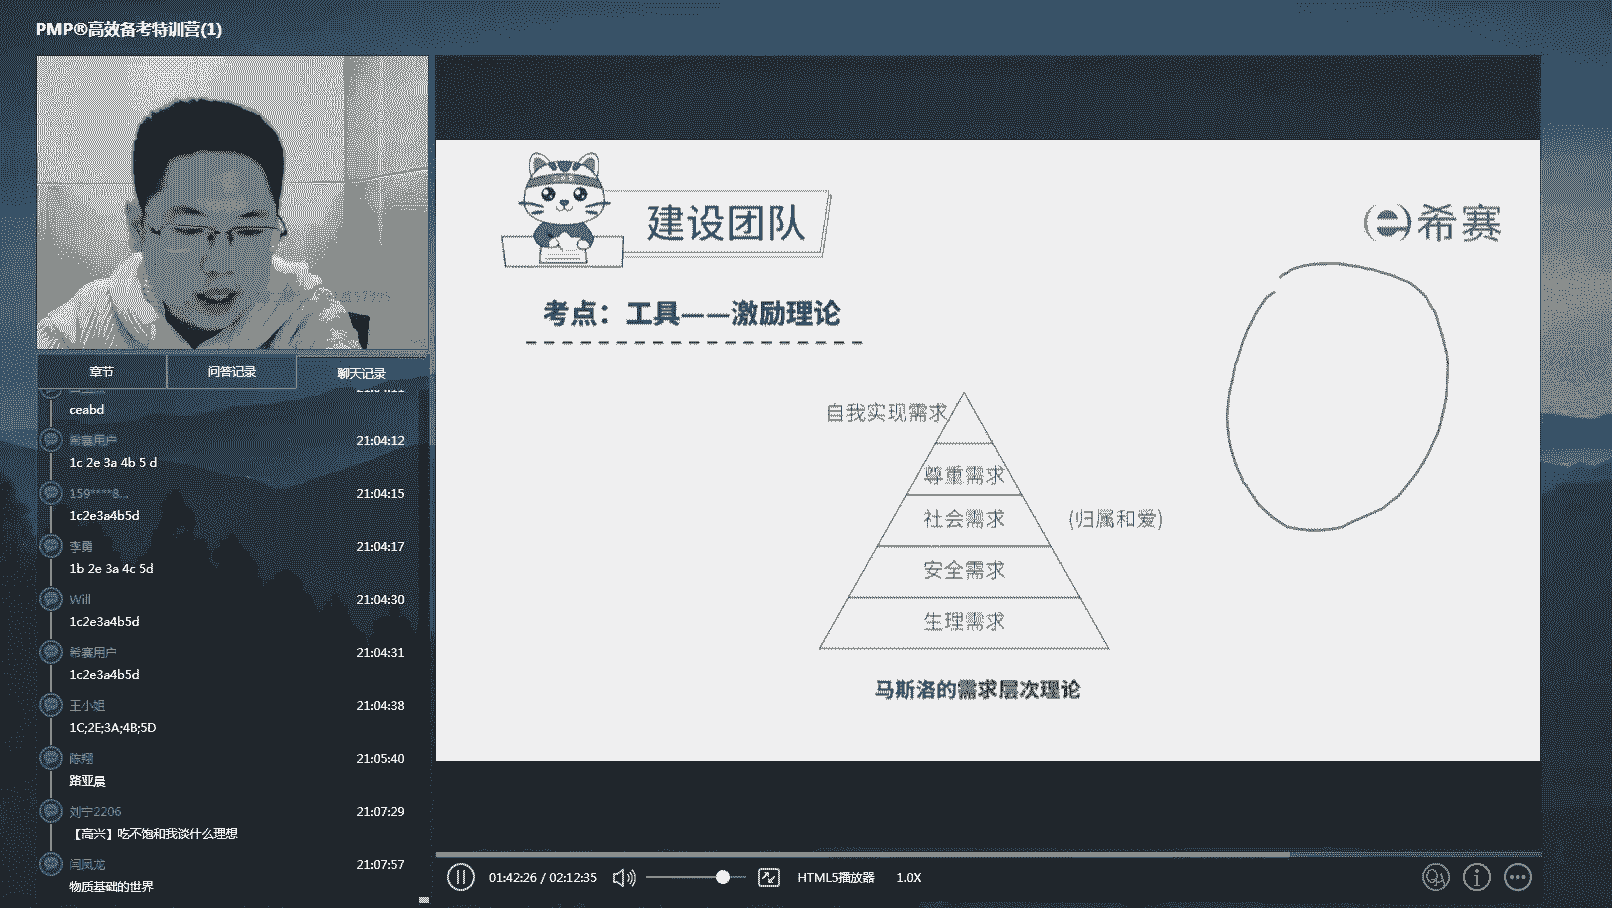 PMP®高效备考特训营(1)
章节
问答记录
聊天记录
ceabd
希赛用户
21:04:12
1c 2e 3a 4b 5 d
159****8...
21:04:15
1c2e3a4b5d
李勇
21:04:17
1b 2e 3a 4c 5d
Will
21:04:30
1c2e3a4b5d
希赛用户
21:04:31
1c2e3a4b5d
王小姐
21:04:38
1C;2E;3A;4B;5D
陈翔
21:05:40
路亚晨
刘宁2206
21:07:29
【高兴】吃不饱和我谈什么理想
闫凤龙
21:07:57
物质基础的世界
建设团队
希赛
考点：工具——激励理论
自我实现需求
尊重需求
社会需求
(归属和爱)
安全需求
生理需求
马斯洛的需求层次理论
01:42:26 / 02:12:35
HTML5播放器
1.0X